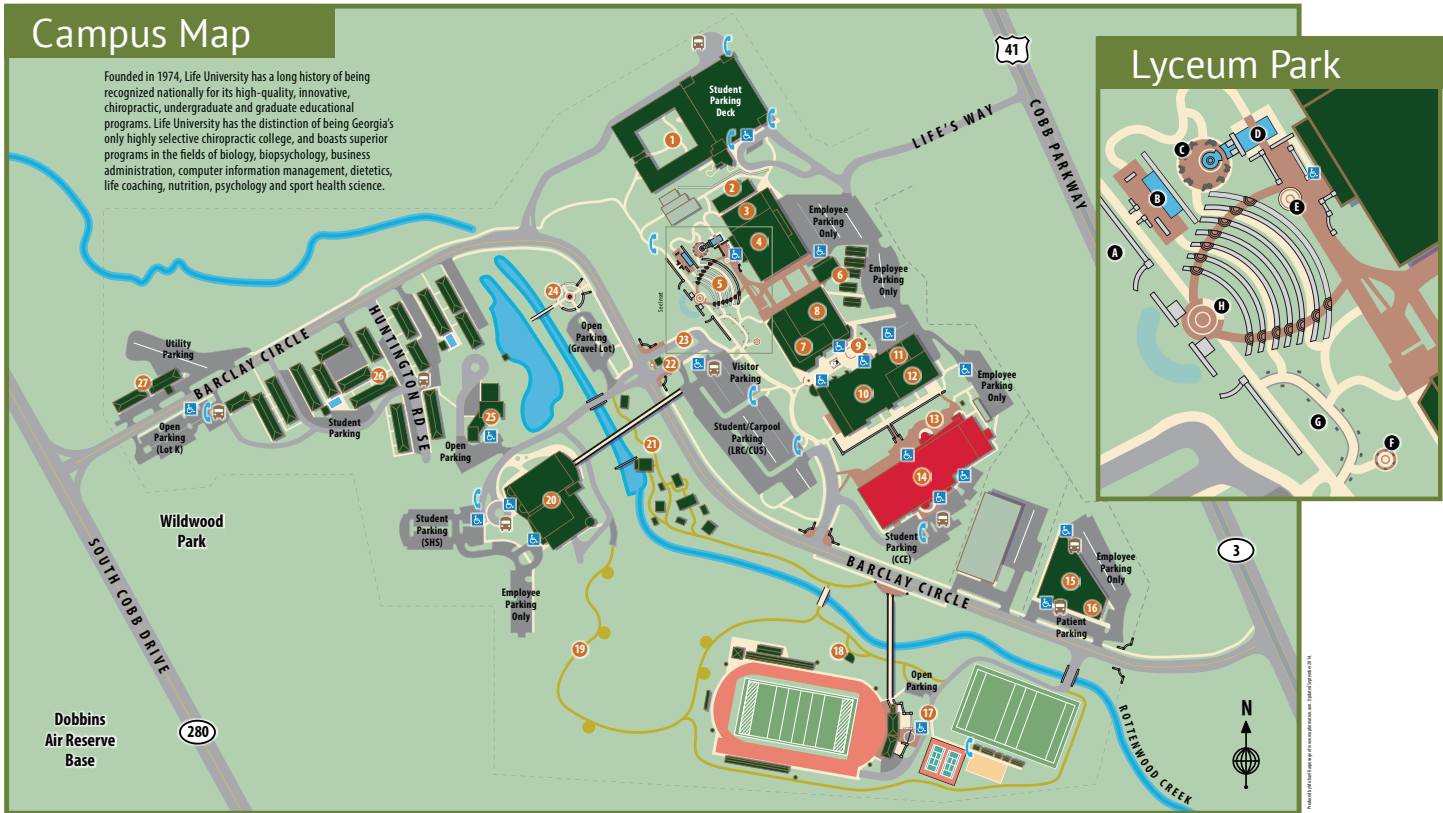 Campus Map
Founded in 1974, Life University has a long history of being
recognized nationally for its high-quality, innovative,
chiropractic, undergraduate and graduate educational
programs. Life University has the distinction of being Georgia's
only highly selective chiropractic college, and boasts superior
programs in the fields of biology, biopsychology, business
administration, computer information management, dietetics,
life coaching, nutrition, psychology and sport health science.
41
COBB PARKWAY
LIFE'S WAY
Student
Parking
Deck
1
2
3
4
Employee
Parking
Only
5
6
Employee
Parking
Only
See Inset
7
8
9
10
11
12
Employee
Parking
Only
13
14
Student
Parking
(CCE)
24
Open
Parking
(Gravel Lot)
23
22
Visitor
Parking
Student/Carpool
Parking
(LRC/CUS)
21
Utility
Parking
27
BARCLAY CIRCLE
HUNTINGTON RD SE
26
Open
Parking
(Lot K)
Student
Parking
25
Open
Parking
20
Student
Parking
(SHS)
Employee
Parking
Only
Wildwood
Park
SOUTH COBB DRIVE
280
Dobbins
Air Reserve
Base
19
18
BARCLAY CIRCLE
15
16
Employee
Parking
Only
Patient
Parking
Open
Parking
17
ROTTENWOOD CREEK
3
N
Lyceum Park
A
B
C
D
E
F
G
H